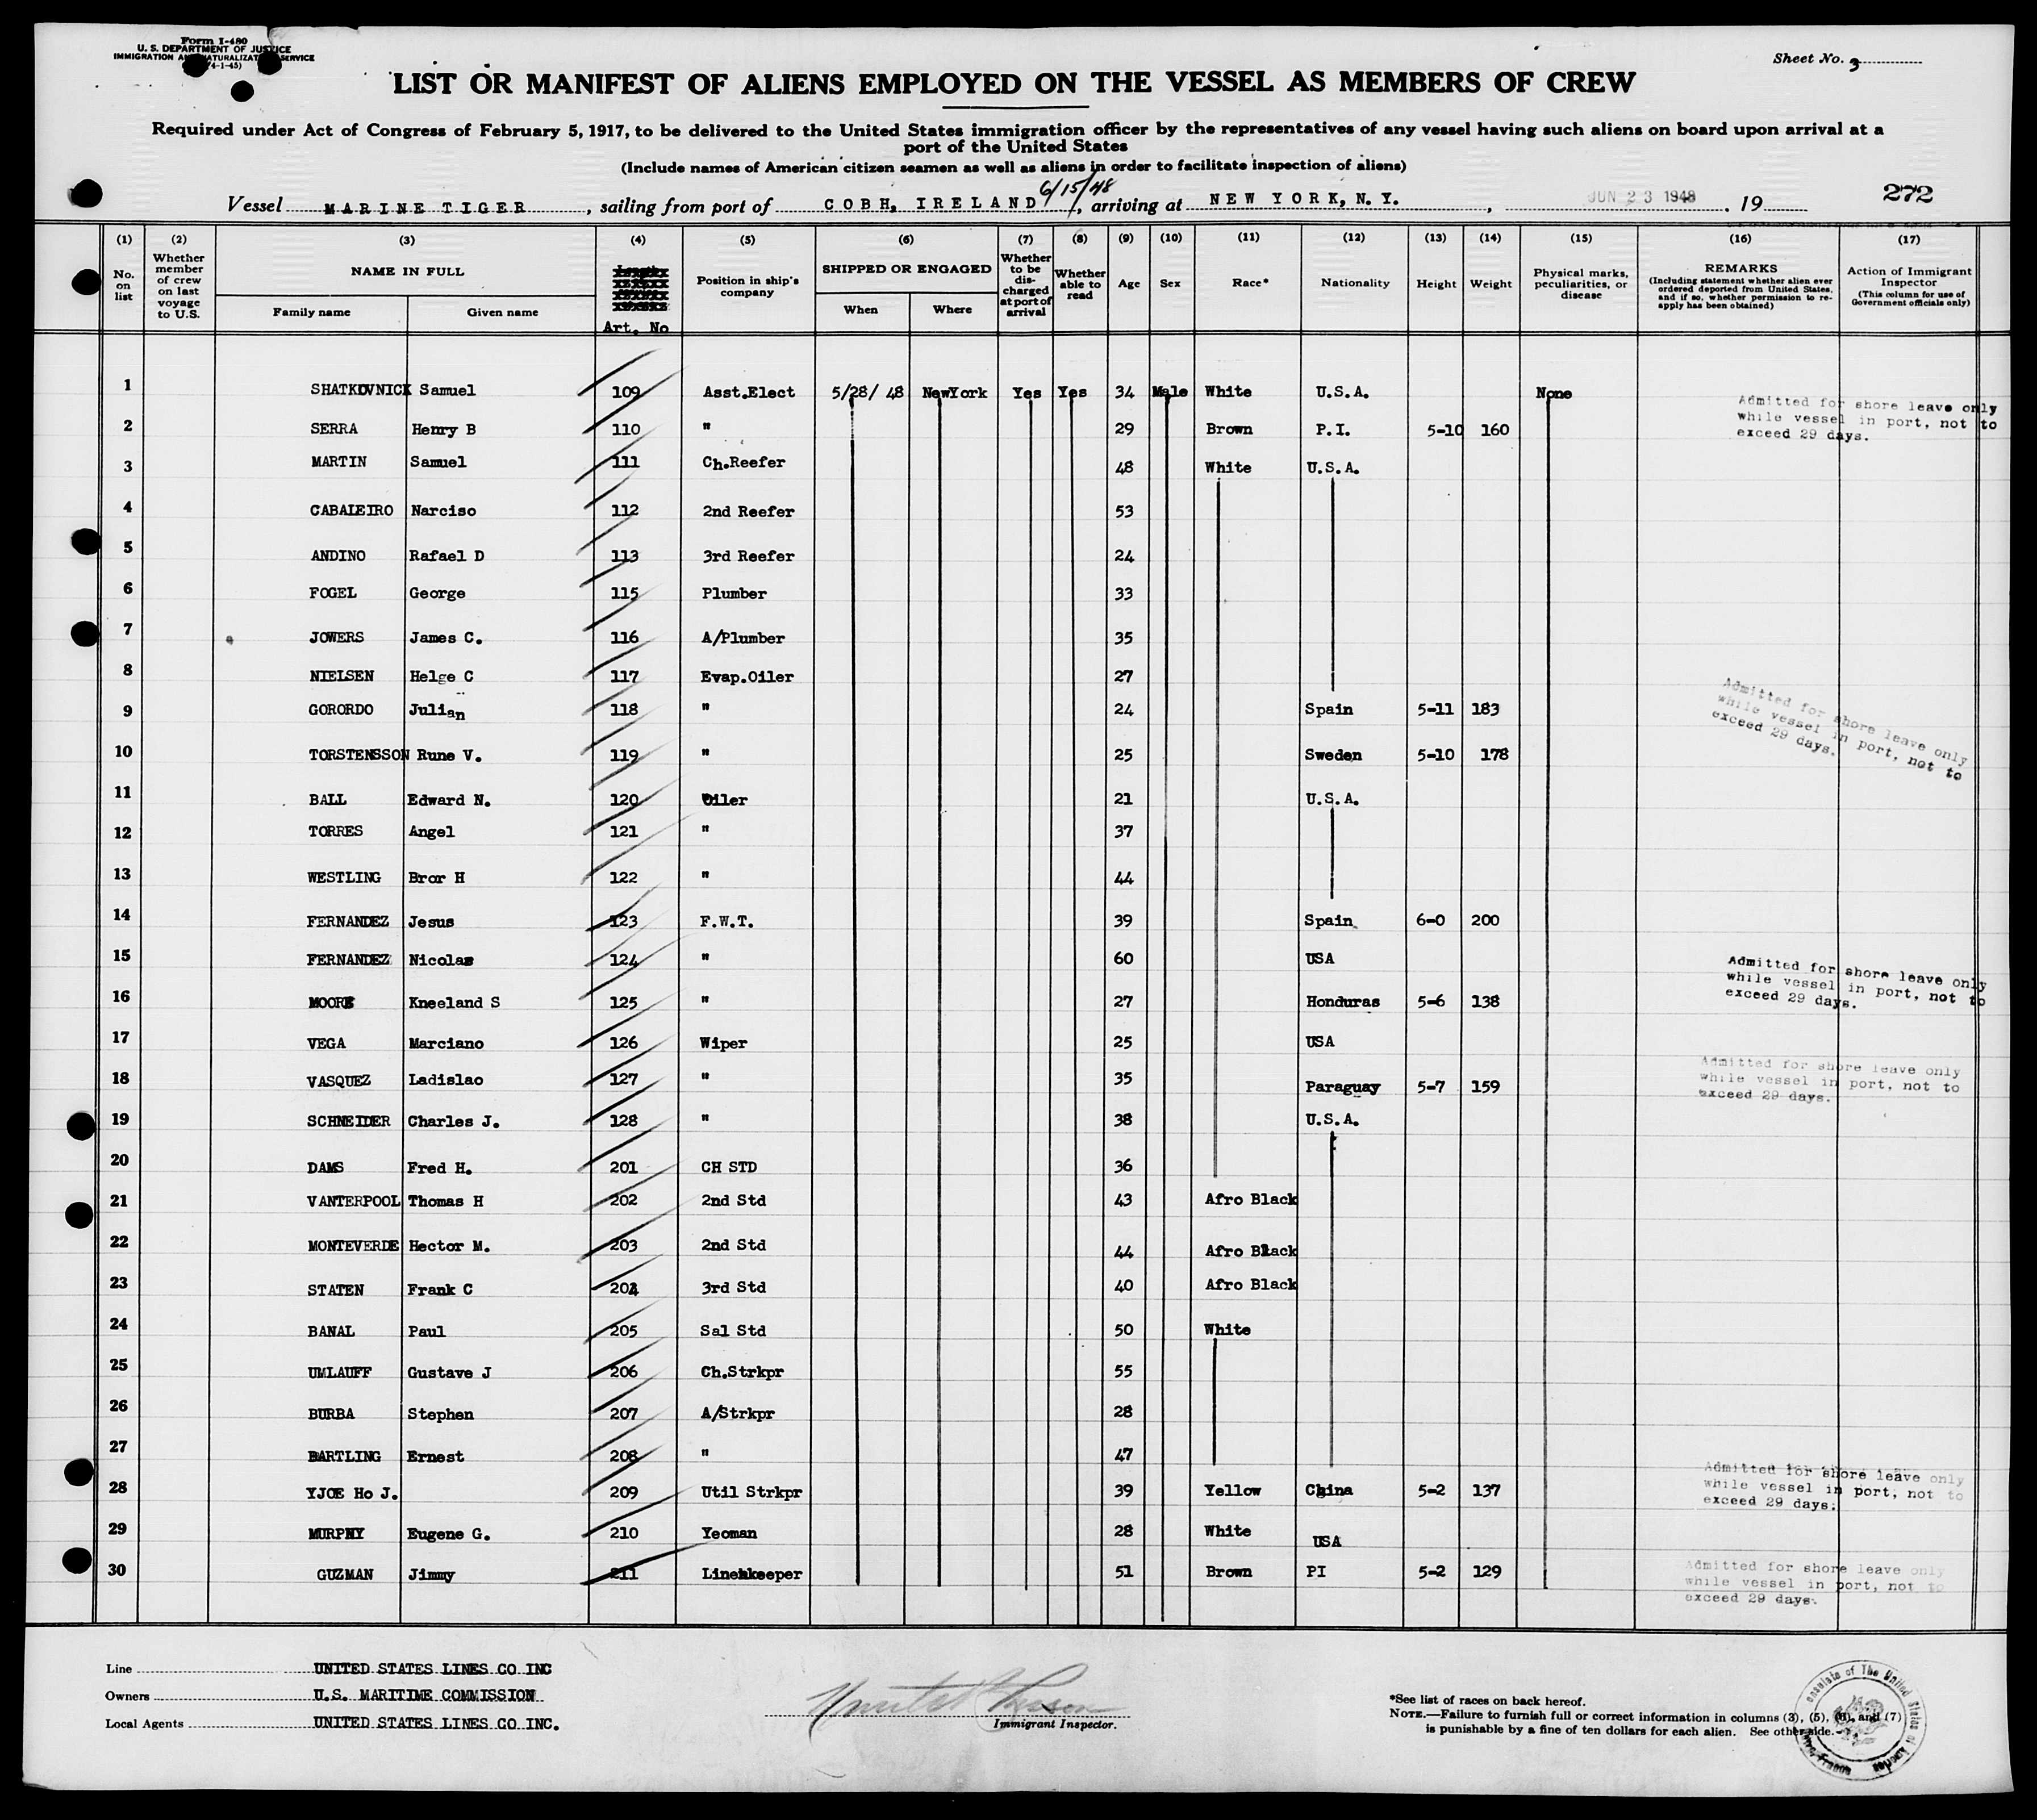 Form I-480
U. S. DEPARTMENT OF JUSTICE
IMMIGRATION AND NATURALIZATION SERVICE
(4-1-45)
Sheet No. 3
LIST OR MANIFEST OF ALIENS EMPLOYED ON THE VESSEL AS MEMBERS OF CREW
Required under Act of Congress of February 5, 1917, to be delivered to the United States immigration officer by the representatives of any vessel having such aliens on board upon arrival at a
port of the United States
(Include names of American citizen seamen as well as aliens in order to facilitate inspection of aliens)
Vessel MARINE TIGER, sailing from port of COBH, IRELAND 6/15/48, arriving at NEW YORK, N.Y., JUN 23 1948, 19 272
(1) (2) (3) (4) (5) (6) (7) (8) (9) (10) (11) (12) (13) (14) (15) (16) (17)
No. on list
Whether member of crew on last voyage to U.S.
NAME IN FULL
Family name Given name
Art. No
Position in ship's company
SHIPPED OR ENGAGED
When Where
Whether to be discharged at port of arrival
Whether able to read
Age
Sex
Race*
Nationality
Height
Weight
Physical marks, peculiarities, or disease
REMARKS
(Including statement whether alien ever ordered deported from United States, and if so, whether permission to re-apply has been obtained)
Action of Immigrant Inspector
(This column for use of Government officials only)
1 SHATKOVNICK Samuel 109 Asst.Elect 5/28/ 48 NewYork Yes Yes 34 Male White U.S.A. None
2 SERRA Henry B 110 " 29 Brown P.I. 5-10 160 Admitted for shore leave only while vessel in port, not to exceed 29 days.
3 MARTIN Samuel 111 Ch.Reefer 48 White U.S.A.
4 CABALEIRO Narciso 112 2nd Reefer 53
5 ANDINO Rafael D 113 3rd Reefer 24
6 FOGEL George 115 Plumber 33
7 JOWERS James C. 116 A/Plumber 35
8 NIELSEN Helge C 117 Evap.Oiler 27
9 GORORDO Julian 118 " 24 Spain 5-11 183 Admitted for shore leave only while vessel in port, not to exceed 29 days.
10 TORSTENSSON Rune V. 119 " 25 Sweden 5-10 178
11 BALL Edward N. 120 Oiler 21 U.S.A.
12 TORRES Angel 121 " 37
13 WESTLING Bror H 122 " 44
14 FERNANDEZ Jesus 123 F.W.T. 39 Spain 6-0 200
15 FERNANDEZ Nicolas 124 " 60 USA
16 MOORE Kneeland S 125 " 27 Honduras 5-6 138 Admitted for shore leave only while vessel in port, not to exceed 29 days.
17 VEGA Marciano 126 Wiper 25 USA
18 VASQUEZ Ladislao 127 " 35 Paraguay 5-7 159 Admitted for shore leave only while vessel in port, not to exceed 29 days.
19 SCHNEIDER Charles J. 128 " 38 U.S.A.
20 DAMS Fred H. 201 CH STD 36
21 VANTERPOOL Thomas H 202 2nd Std 43 Afro Black
22 MONTEVERDE Hector M. 203 2nd Std 44 Afro Black
23 STATEN Frank C 204 3rd Std 40 Afro Black
24 BANAL Paul 205 Sal Std 50 White
25 UMLAUFF Gustave J 206 Ch.Strkpr 55
26 BURBA Stephen 207 A/Strkpr 28
27 BARTLING Ernest 208 " 47
28 YJOE Ho J. 209 Util Strkpr 39 Yellow China 5-2 137 Admitted for shore leave only while vessel in port, not to exceed 29 days.
29 MURPHY Eugene G. 210 Yeoman 28 White USA
30 GUZMAN Jimmy 211 Linenkeeper 51 Brown PI 5-2 129 Admitted for shore leave only while vessel in port, not to exceed 29 days.
Line UNITED STATES LINES CO INC
Owners U.S. MARITIME COMMISSION
Local Agents UNITED STATES LINES CO INC.
Immigrant Inspector.
*See list of races on back hereof.
NOTE.—Failure to furnish full or correct information in columns (3), (5), (6), and (7)
is punishable by a fine of ten dollars for each alien. See other side.
Consulate of The United States of America
France